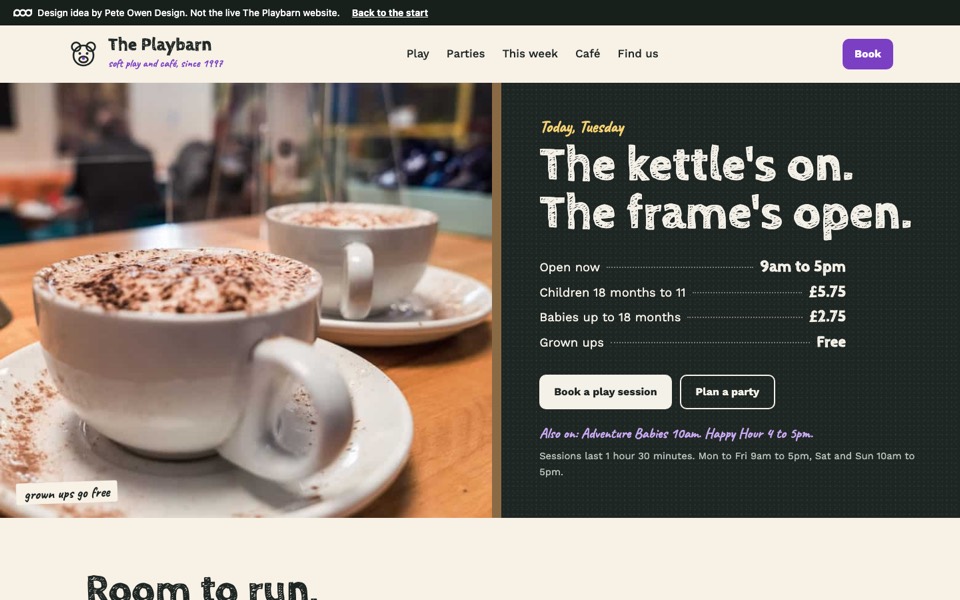 Design idea by Pete Owen Design. Not the live The Playbarn website. Back to the start
The Playbarn
soft play and café, since 1997
Play Parties This week Café Find us
Book
Today, Tuesday
The kettle's on.
The frame's open.
Open now 9am to 5pm
Children 18 months to 11 £5.75
Babies up to 18 months £2.75
Grown ups Free
Book a play session Plan a party
Also on: Adventure Babies 10am. Happy Hour 4 to 5pm.
Sessions last 1 hour 30 minutes. Mon to Fri 9am to 5pm, Sat and Sun 10am to
5pm.
grown ups go free
Room to run.